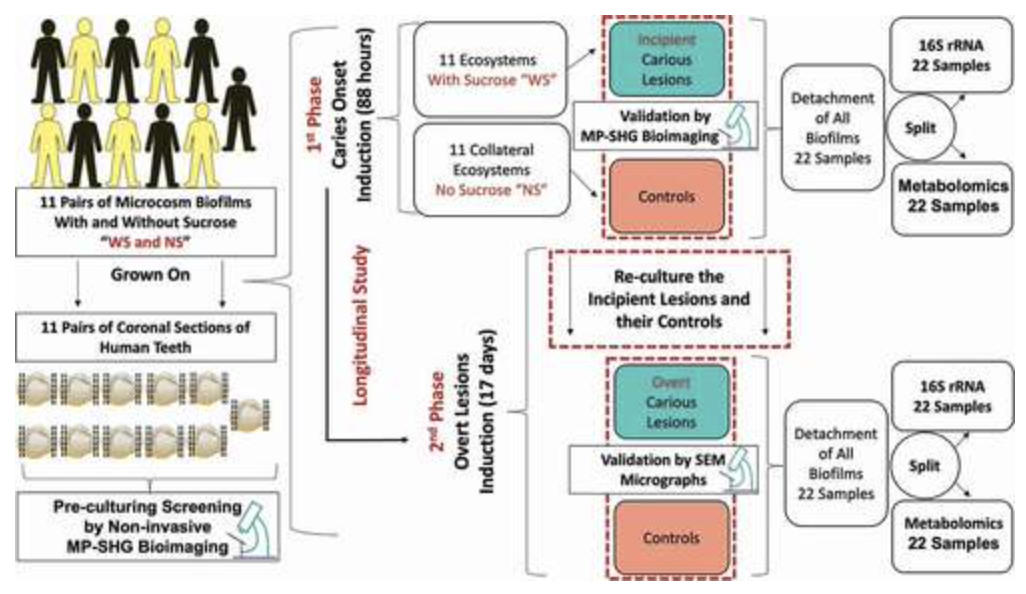 11 Pairs of Microcosm Biofilms
With and Without Sucrose
"WS and NS"
Grown On
11 Pairs of Coronal Sections of
Human Teeth
Pre-culturing Screening
by Non-invasive
MP-SHG Bioimaging
1st Phase
Caries Onset
Induction (88 hours)
Longitudinal Study
2nd Phase
Overt Lesions
Induction (17 days)
11 Ecosystems
With Sucrose "WS"
11 Collateral
Ecosystems
No Sucrose "NS"
Incipient
Carious
Lesions
Validation by
MP-SHG Bioimaging
Controls
Detachment
of All
Biofilms
22 Samples
Split
16S rRNA
22 Samples
Metabolomics
22 Samples
Re-culture the
Incipient Lesions and
their Controls
Overt
Carious
Lesions
Validation by SEM
Micrographs
Controls
Detachment
of All
Biofilms
22 Samples
Split
16S rRNA
22 Samples
Metabolomics
22 Samples